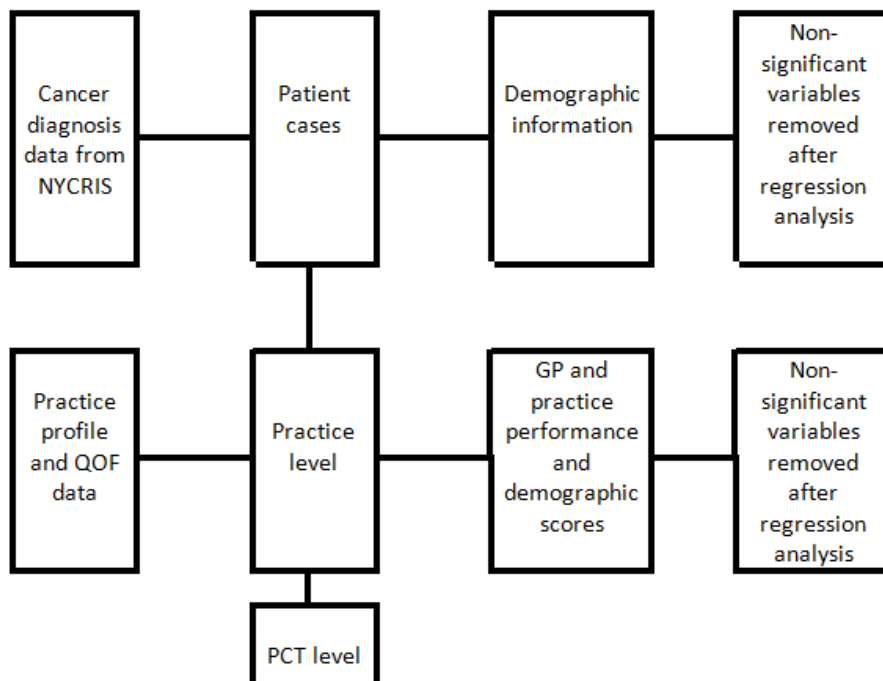 Cancer
diagnosis
data from
NYCRIS
Patient
cases
Demographic
information
Non-
significant
variables
removed
after
regression
analysis
Practice
profile
and QOF
data
Practice
level
GP and
practice
performance
and
demographic
scores
Non-
significant
variables
removed
after
regression
analysis
PCT level